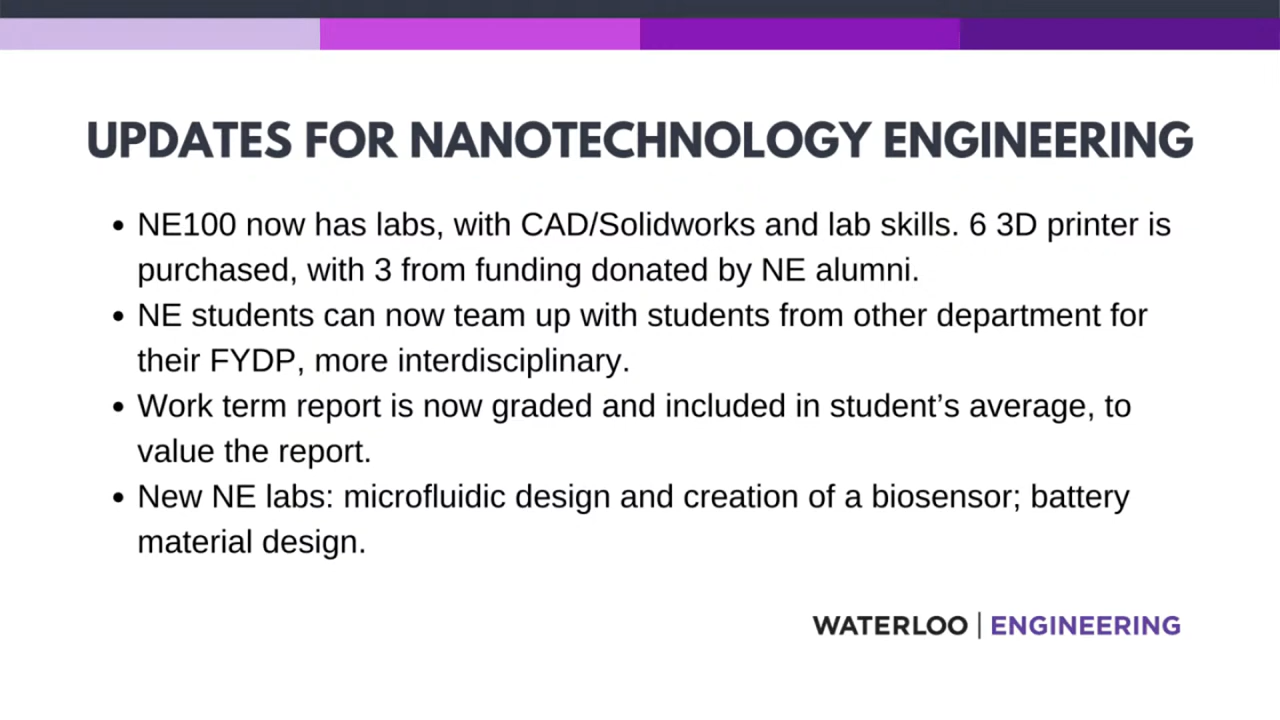 UPDATES FOR NANOTECHNOLOGY ENGINEERING
• NE100 now has labs, with CAD/Solidworks and lab skills. 6 3D printer is
purchased, with 3 from funding donated by NE alumni.
• NE students can now team up with students from other department for
their FYDP, more interdisciplinary.
• Work term report is now graded and included in student’s average, to
value the report.
• New NE labs: microfluidic design and creation of a biosensor; battery
material design.
WATERLOO | ENGINEERING